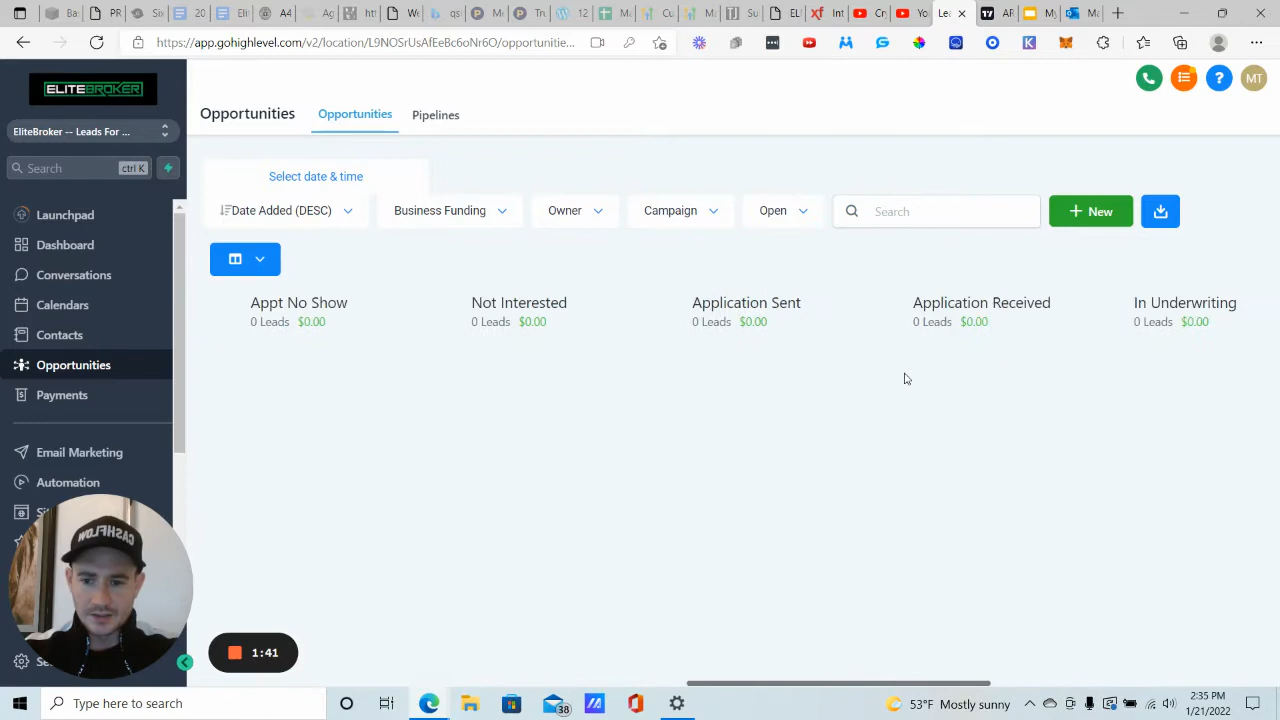 https://app.gohighlevel.com/v2/location/L9NOSrUsAfEeBc6oNr6O/opportunitie...
ELITEBROKER
EliteBroker -- Leads For ...
Search
ctrl K
Launchpad
Dashboard
Conversations
Calendars
Contacts
Opportunities
Payments
Email Marketing
Automation
Opportunities
Opportunities
Pipelines
MT
Select date & time
Date Added (DESC)
Business Funding
Owner
Campaign
Open
Search
+ New
Appt No Show
0 Leads $0.00
Not Interested
0 Leads $0.00
Application Sent
0 Leads $0.00
Application Received
0 Leads $0.00
In Underwriting
0 Leads $0.00
CASHFLOW
1:41
Type here to search
38
53°F Mostly sunny
2:35 PM
1/21/2022